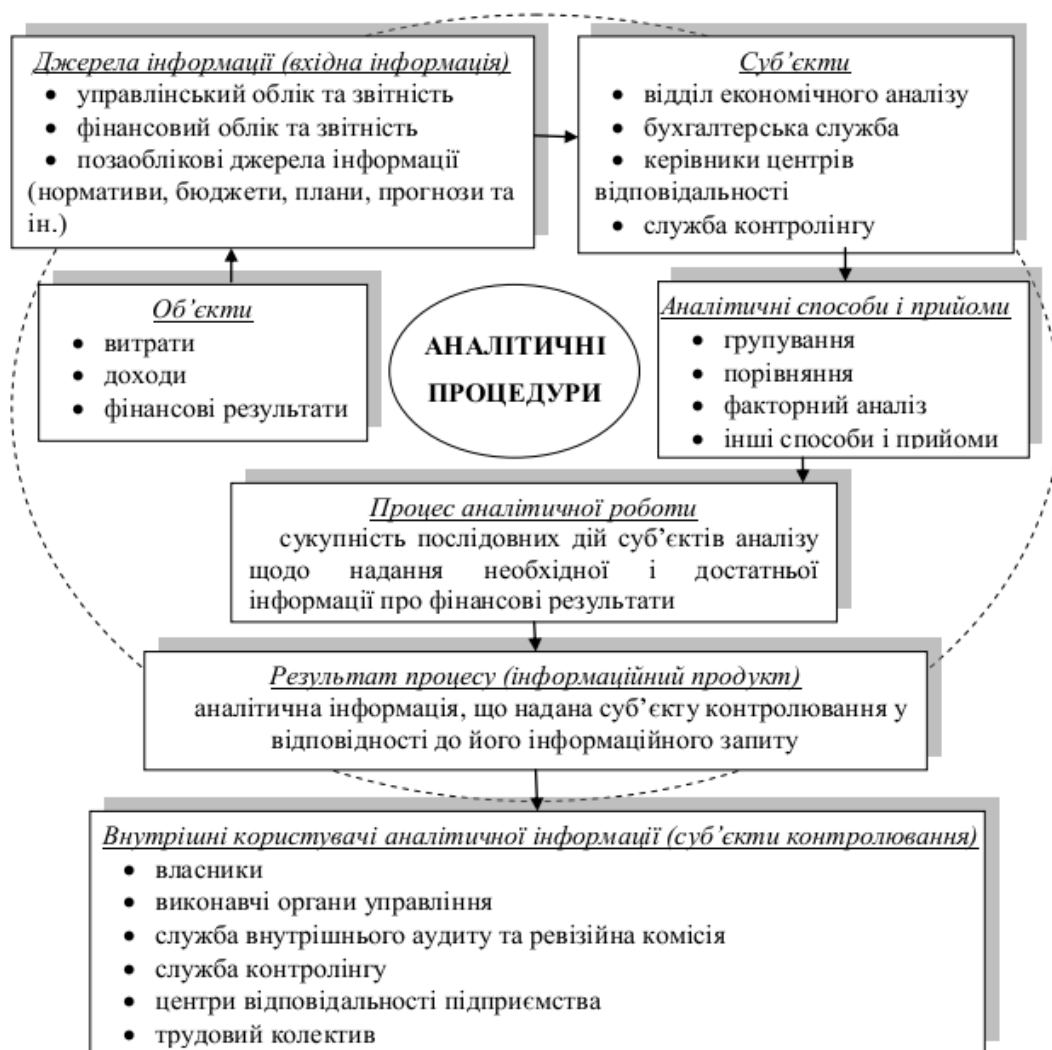 Джерела інформації (вхідна інформація)
• управлінський облік та звітність
• фінансовий облік та звітність
• позаоблікові джерела інформації
(нормативи, бюджети, плани, прогнози та
ін.)
Суб’єкти
• відділ економічного аналізу
• бухгалтерська служба
• керівники центрів
відповідальності
• служба контролінгу
Об’єкти
• витрати
• доходи
• фінансові результати
АНАЛІТИЧНІ
ПРОЦЕДУРИ
Аналітичні способи і прийоми
• групування
• порівняння
• факторний аналіз
• інші способи і прийоми
Процес аналітичної роботи
сукупність послідовних дій суб’єктів аналізу
щодо надання необхідної і достатньої
інформації про фінансові результати
Результат процесу (інформаційний продукт)
аналітична інформація, що надана суб’єкту контролювання у
відповідності до його інформаційного запиту
Внутрішні користувачі аналітичної інформації (суб’єкти контролювання)
• власники
• виконавчі органи управління
• служба внутрішнього аудиту та ревізійна комісія
• служба контролінгу
• центри відповідальності підприємства
• трудовий колектив